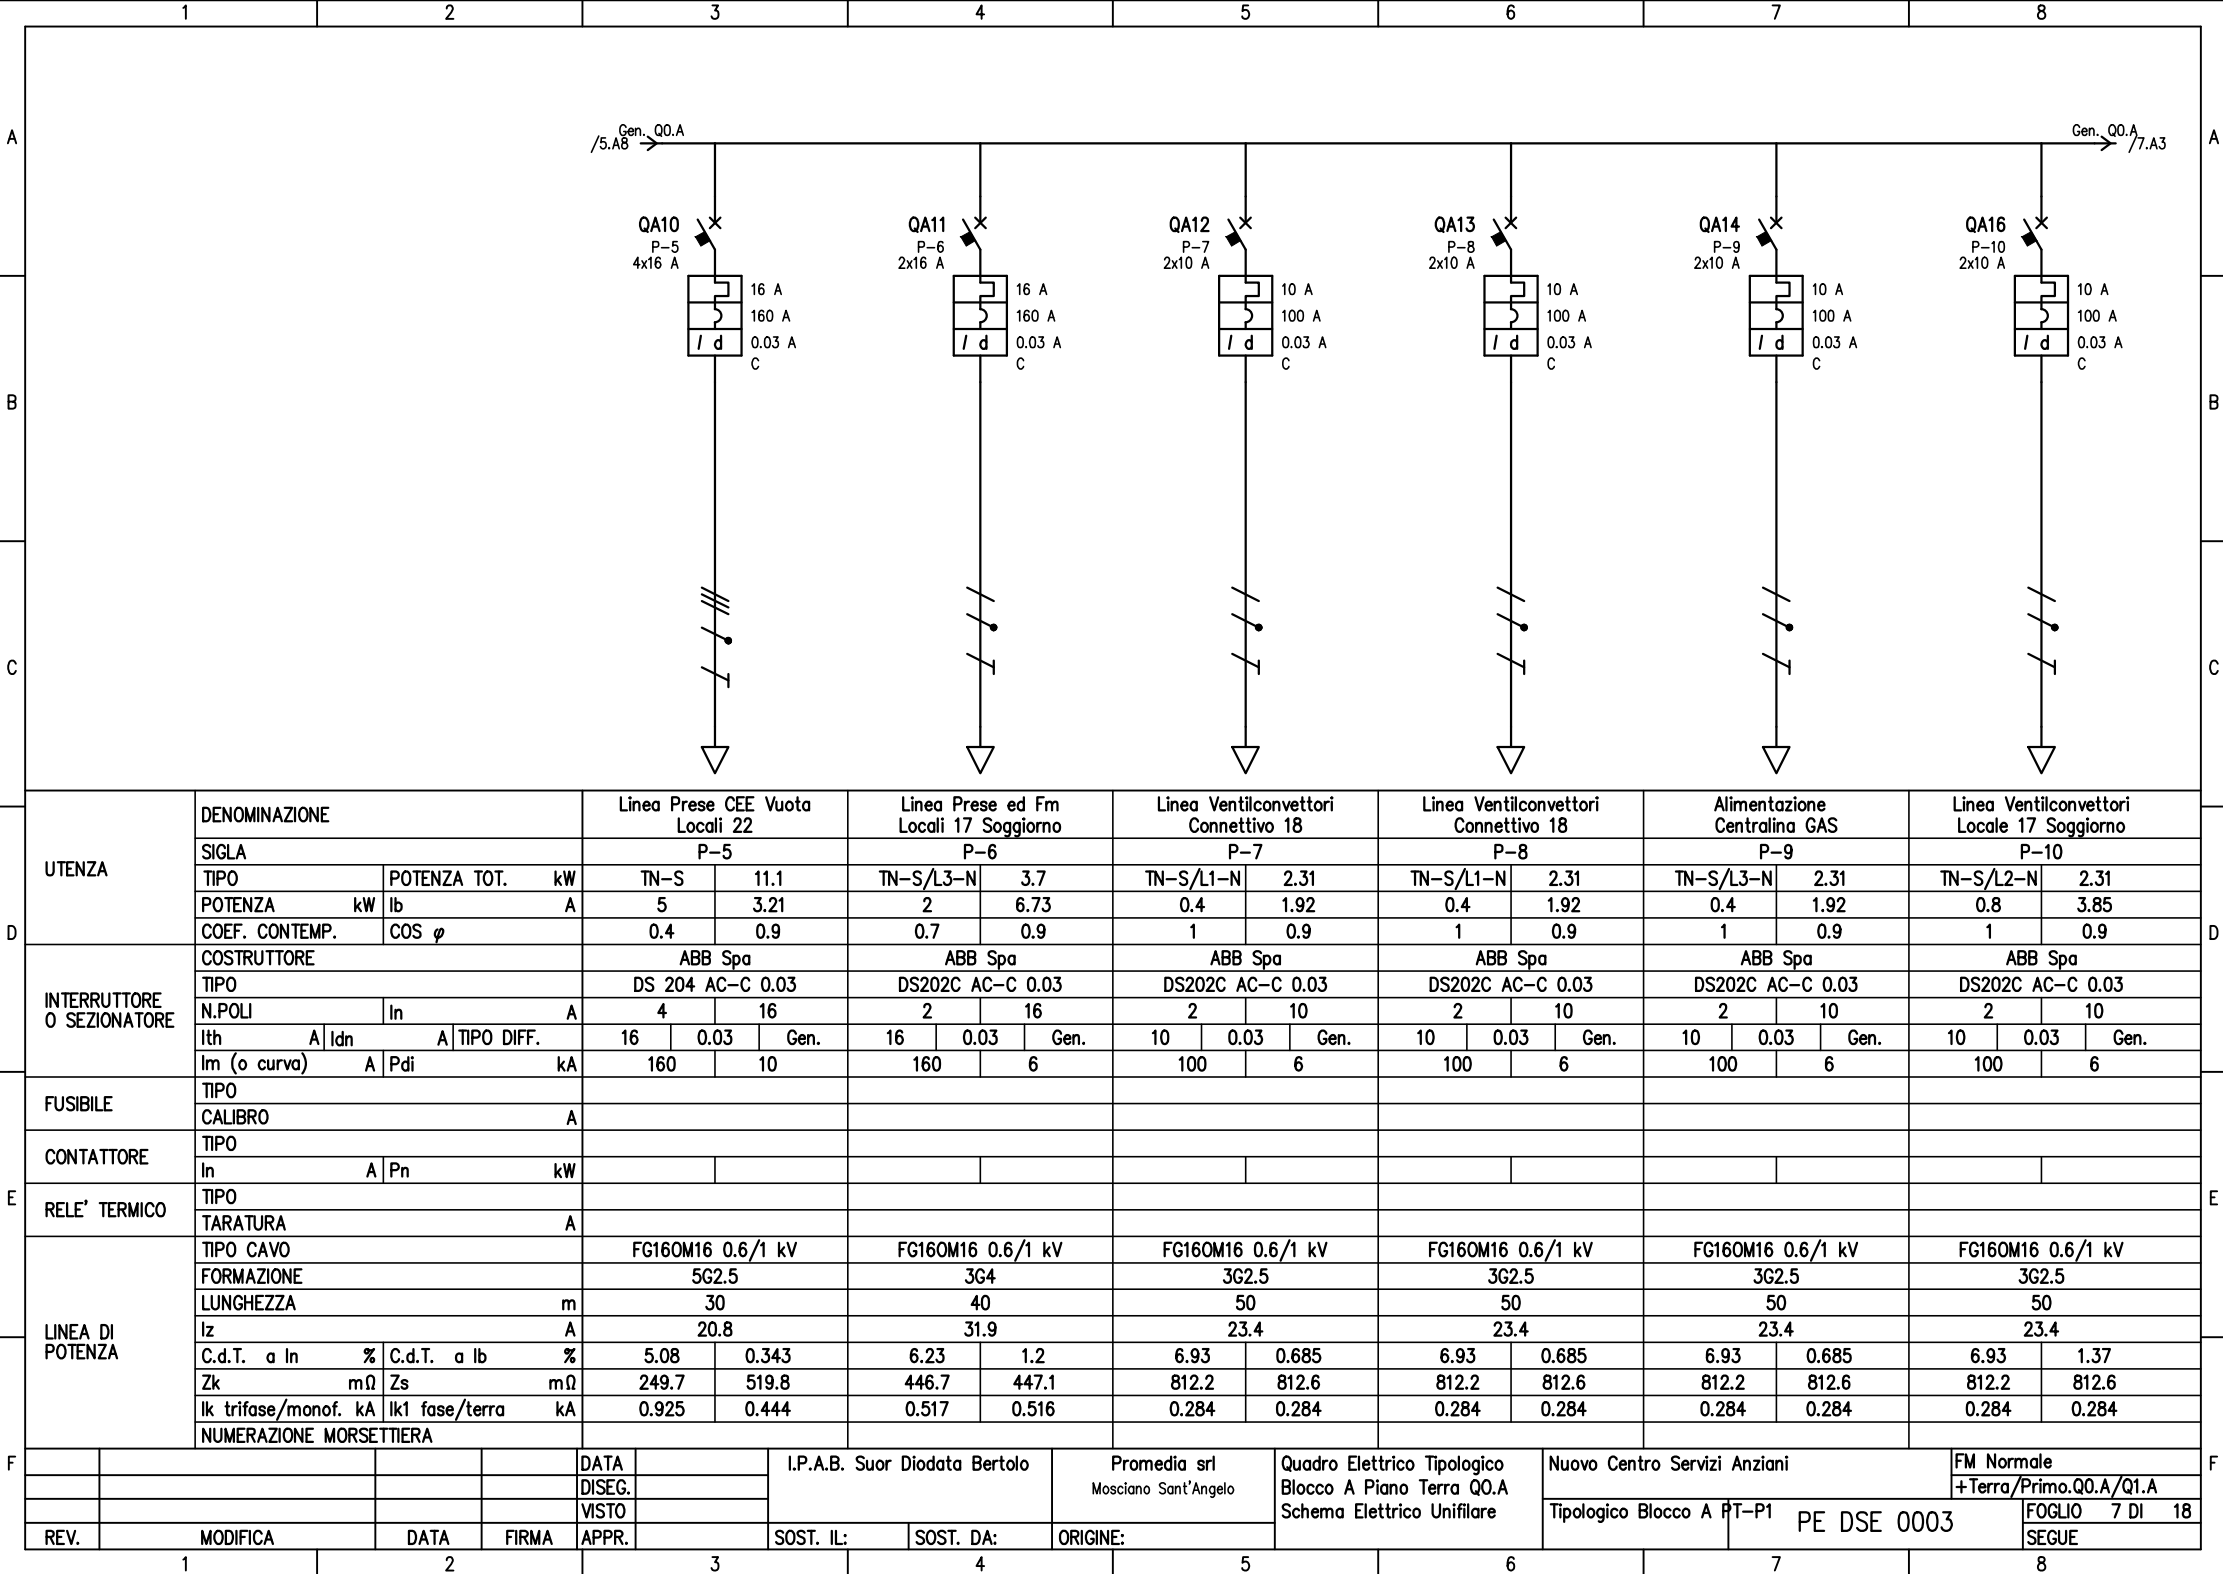 1 2 3 4 5 6 7 8
A A
Gen. Q0.A Gen. Q0.A
/5.A8 /7.A3
QA10 QA11 QA12 QA13 QA14 QA16
P-5 P-6 P-7 P-8 P-9 P-10
4x16 A 2x16 A 2x10 A 2x10 A 2x10 A 2x10 A
16 A 16 A 10 A 10 A 10 A 10 A
160 A 160 A 100 A 100 A 100 A 100 A
I d 0.03 A I d 0.03 A I d 0.03 A I d 0.03 A I d 0.03 A I d 0.03 A
C C C C C C
B B
C C
UTENZA
DENOMINAZIONE
Linea Prese CEE Vuota Linea Prese ed Fm Linea Ventilconvettori Linea Ventilconvettori Alimentazione Linea Ventilconvettori
Locali 22 Locali 17 Soggiorno Connettivo 18 Connettivo 18 Centralina GAS Locale 17 Soggiorno
SIGLA P-5 P-6 P-7 P-8 P-9 P-10
TIPO POTENZA TOT. kW TN-S 11.1 TN-S/L3-N 3.7 TN-S/L1-N 2.31 TN-S/L1-N 2.31 TN-S/L3-N 2.31 TN-S/L2-N 2.31
POTENZA kW Ib A 5 3.21 2 6.73 0.4 1.92 0.4 1.92 0.4 1.92 0.8 3.85
D D
COEF. CONTEMP. COS φ 0.4 0.9 0.7 0.9 1 0.9 1 0.9 1 0.9 1 0.9
INTERRUTTORE
O SEZIONATORE
COSTRUTTORE ABB Spa ABB Spa ABB Spa ABB Spa ABB Spa ABB Spa
TIPO DS 204 AC-C 0.03 DS202C AC-C 0.03 DS202C AC-C 0.03 DS202C AC-C 0.03 DS202C AC-C 0.03 DS202C AC-C 0.03
N.POLI In A 4 16 2 16 2 10 2 10 2 10 2 10
Ith A Idn A TIPO DIFF. 16 0.03 Gen. 16 0.03 Gen. 10 0.03 Gen. 10 0.03 Gen. 10 0.03 Gen. 10 0.03 Gen.
Im (o curva) A Pdi kA 160 10 160 6 100 6 100 6 100 6 100 6
FUSIBILE
TIPO
CALIBRO A
CONTATTORE
TIPO
In A Pn kW
E E
RELE' TERMICO
TIPO
TARATURA A
LINEA DI
POTENZA
TIPO CAVO FG16OM16 0.6/1 kV FG16OM16 0.6/1 kV FG16OM16 0.6/1 kV FG16OM16 0.6/1 kV FG16OM16 0.6/1 kV FG16OM16 0.6/1 kV
FORMAZIONE 5G2.5 3G4 3G2.5 3G2.5 3G2.5 3G2.5
LUNGHEZZA m 30 40 50 50 50 50
Iz A 20.8 31.9 23.4 23.4 23.4 23.4
C.d.T. a In % C.d.T. a Ib % 5.08 0.343 6.23 1.2 6.93 0.685 6.93 0.685 6.93 0.685 6.93 1.37
Zk mΩ Zs mΩ 249.7 519.8 446.7 447.1 812.2 812.6 812.2 812.6 812.2 812.6 812.2 812.6
Ik trifase/monof. kA Ik1 fase/terra kA 0.925 0.444 0.517 0.516 0.284 0.284 0.284 0.284 0.284 0.284 0.284 0.284
NUMERAZIONE MORSETTIERA
F F
DATA
DISEG.
VISTO
REV. MODIFICA DATA FIRMA APPR.
I.P.A.B. Suor Diodata Bertolo
SOST. IL: SOST. DA: ORIGINE:
Promedia srl
Mosciano Sant'Angelo
Quadro Elettrico Tipologico
Blocco A Piano Terra Q0.A
Schema Elettrico Unifilare
Nuovo Centro Servizi Anziani
Tipologico Blocco A PT-P1
PE DSE 0003
FM Normale
+Terra/Primo.Q0.A/Q1.A
FOGLIO 7 DI 18
SEGUE
1 2 3 4 5 6 7 8